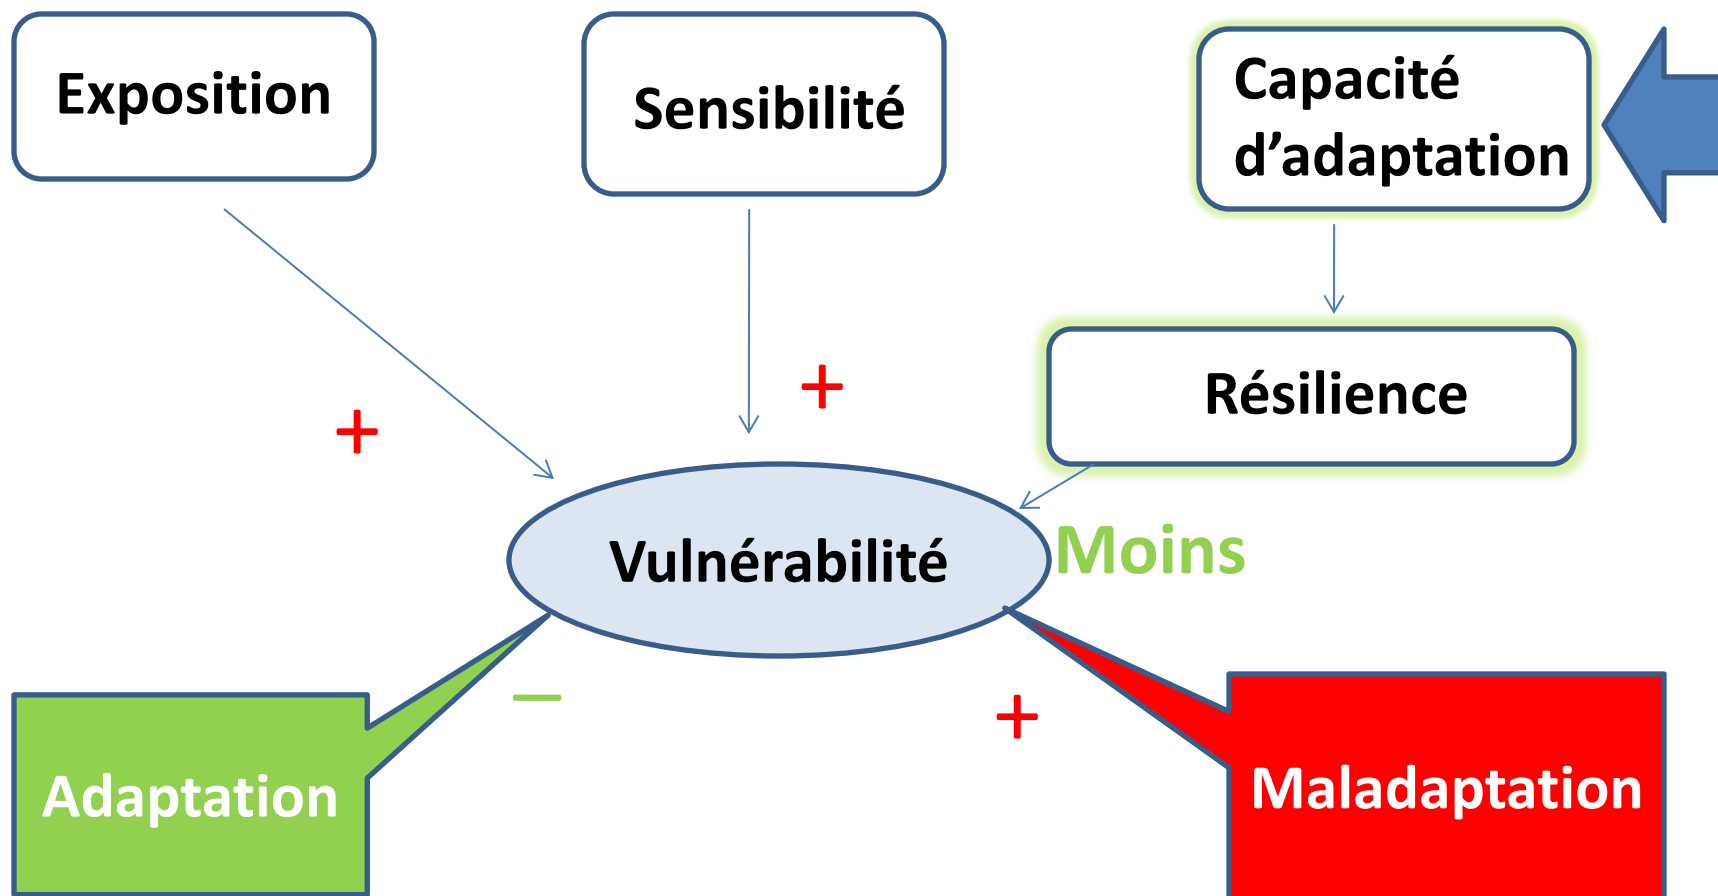 Exposition
Sensibilité
Capacité
d’adaptation
Résilience
+
+
Vulnérabilité
Moins
–
+
Adaptation
Maladaptation